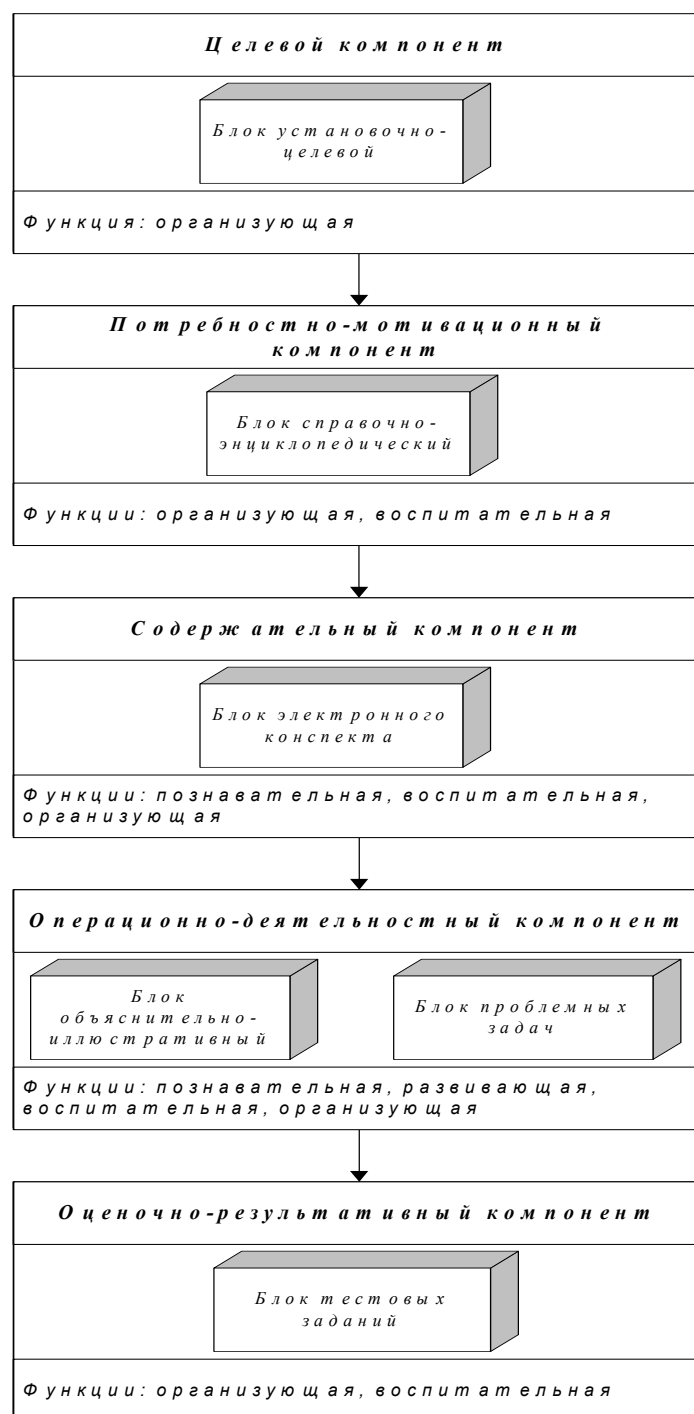 Целевой компонент
Блок установочно-
целевой
Функция: организующая
Потребностно-мотивационный
компонент
Блок справочно-
энциклопедический
Функции: организующая, воспитательная
Содержательный компонент
Блок электронного
конспекта
Функции: познавательная, воспитательная,
организующая
Операционно-деятельностный компонент
Блок
объяснительно-
иллюстративный
Блок проблемных
задач
Функции: познавательная, развивающая,
воспитательная, организующая
Оценочно-результативный компонент
Блок тестовых
заданий
Функции: организующая, воспитательная